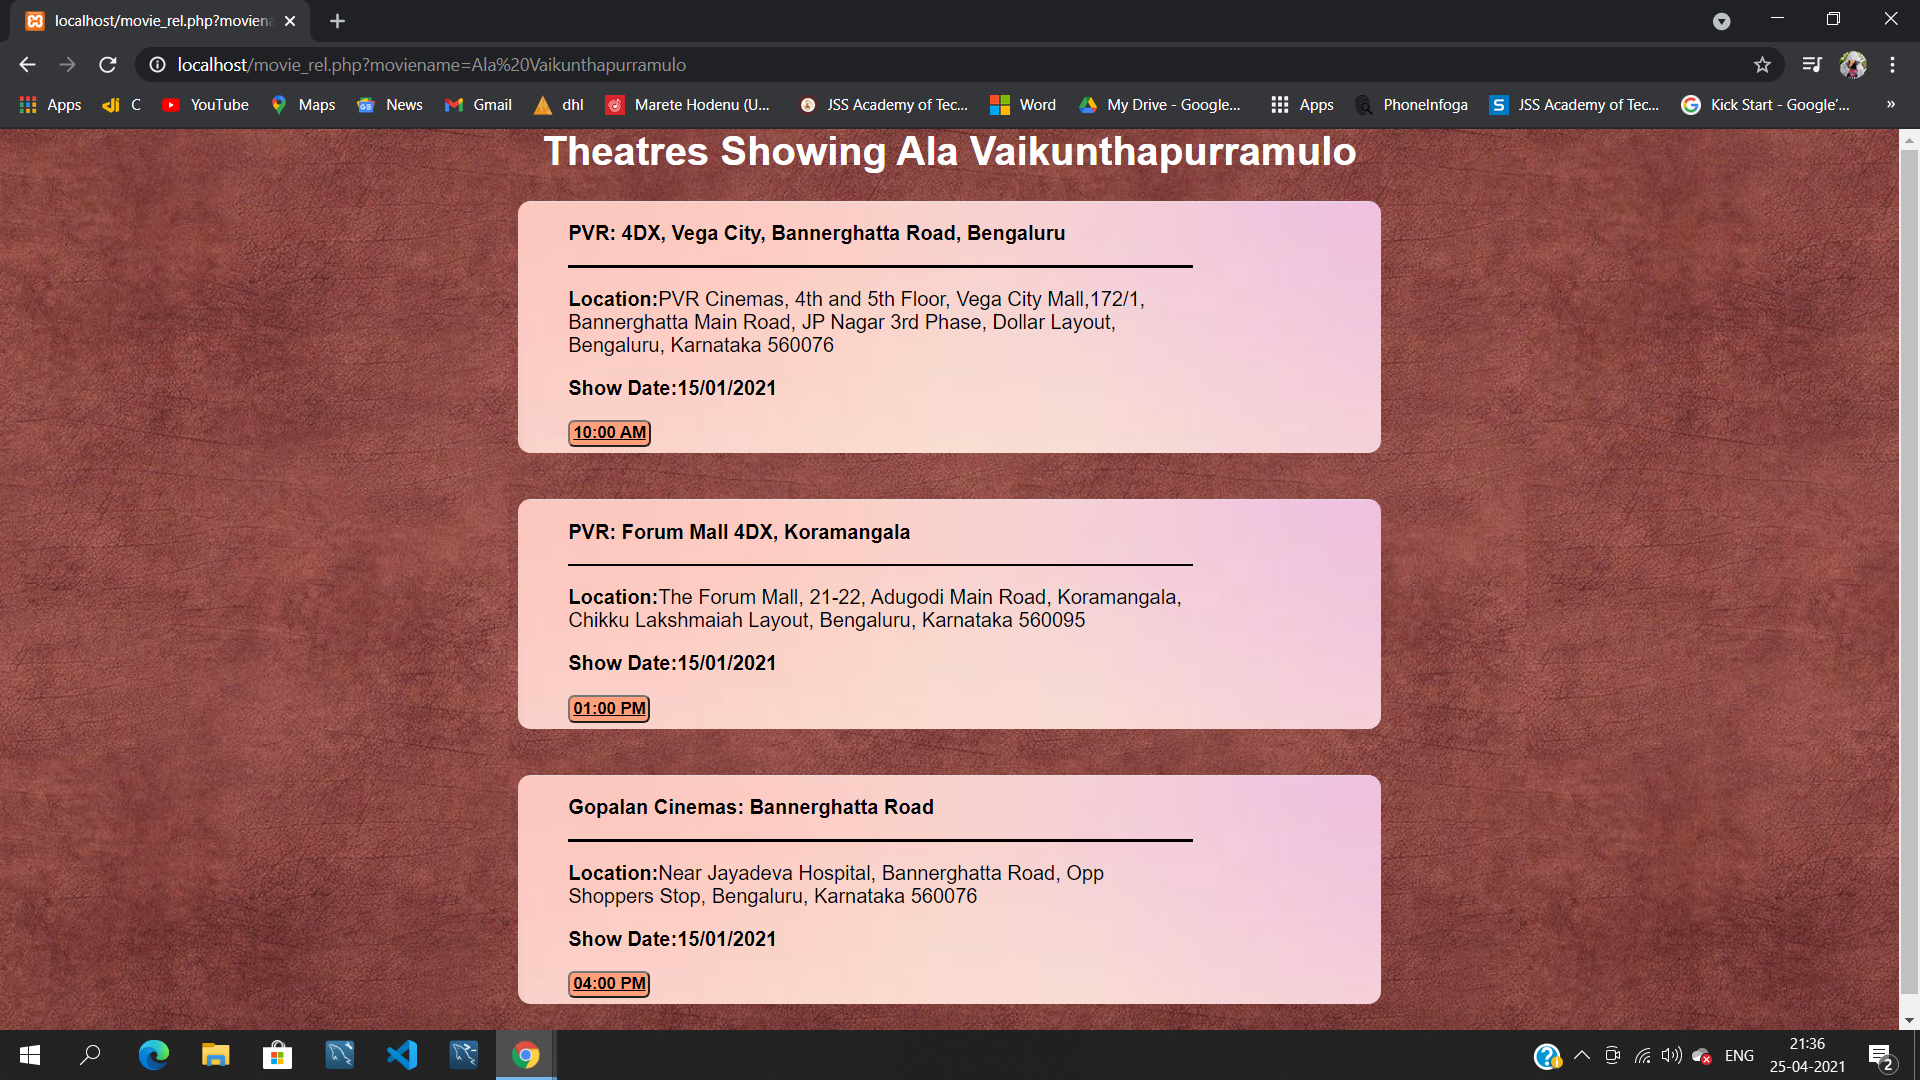 localhost/movie_rel.php?moviena
localhost/movie_rel.php?moviename=Ala%20Vaikunthapurramulo
Apps C YouTube Maps News Gmail dhl Marete Hodenu (U... JSS Academy of Tec... Word My Drive - Google... Apps PhoneInfoga JSS Academy of Tec... Kick Start - Google'... »
Theatres Showing Ala Vaikunthapurramulo
PVR: 4DX, Vega City, Bannerghatta Road, Bengaluru
Location:PVR Cinemas, 4th and 5th Floor, Vega City Mall,172/1,
Bannerghatta Main Road, JP Nagar 3rd Phase, Dollar Layout,
Bengaluru, Karnataka 560076
Show Date:15/01/2021
10:00 AM
PVR: Forum Mall 4DX, Koramangala
Location:The Forum Mall, 21-22, Adugodi Main Road, Koramangala,
Chikku Lakshmaiah Layout, Bengaluru, Karnataka 560095
Show Date:15/01/2021
01:00 PM
Gopalan Cinemas: Bannerghatta Road
Location:Near Jayadeva Hospital, Bannerghatta Road, Opp
Shoppers Stop, Bengaluru, Karnataka 560076
Show Date:15/01/2021
04:00 PM
ENG
21:36
25-04-2021
2